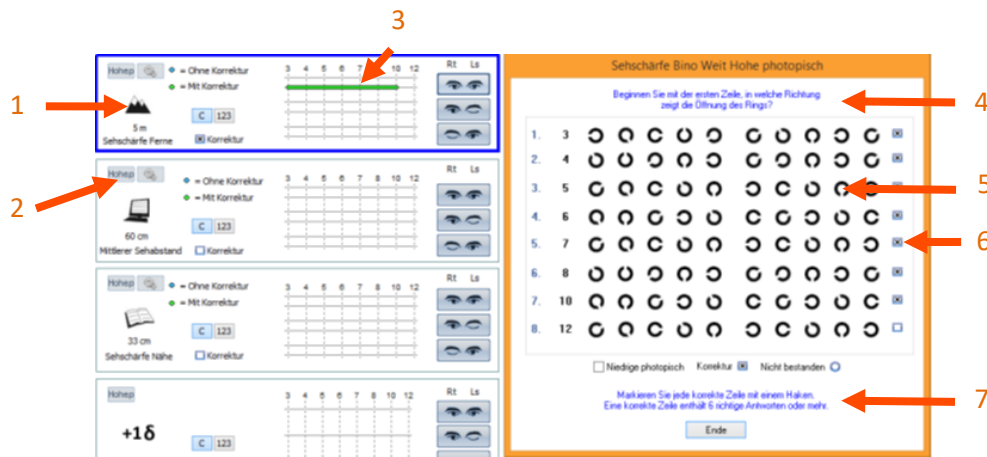 3
1
2
4
5
6
7
Hohep = Ohne Korrektur 3 4 5 6 7 8 10 12 Rt Ls
= Mit Korrektur
C 123
5 m
Sehschärfe Ferne Korrektur
Hohep = Ohne Korrektur 3 4 5 6 7 8 10 12 Rt Ls
= Mit Korrektur
C 123
60 cm
Mittlerer Sehabstand Korrektur
Hohep = Ohne Korrektur 3 4 5 6 7 8 10 12 Rt Ls
= Mit Korrektur
C 123
33 cm
Sehschärfe Nähe Korrektur
Hohep 3 4 5 6 7 8 10 12 Rt Ls
+1δ
C 123
Sehschärfe Bino Weit Hohe photopisch
Beginnen Sie mit der ersten Zeile, in welche Richtung
zeigt die Öffnung des Rings?
1. 3
2. 4
3. 5
4. 6
5. 7
6. 8
7. 10
8. 12
Niedrige photopisch Korrektur Nicht bestanden
Markieren Sie jede korrekte Zeile mit einem Haken.
Eine korrekte Zeile enthält 6 richtige Antworten oder mehr.
Ende